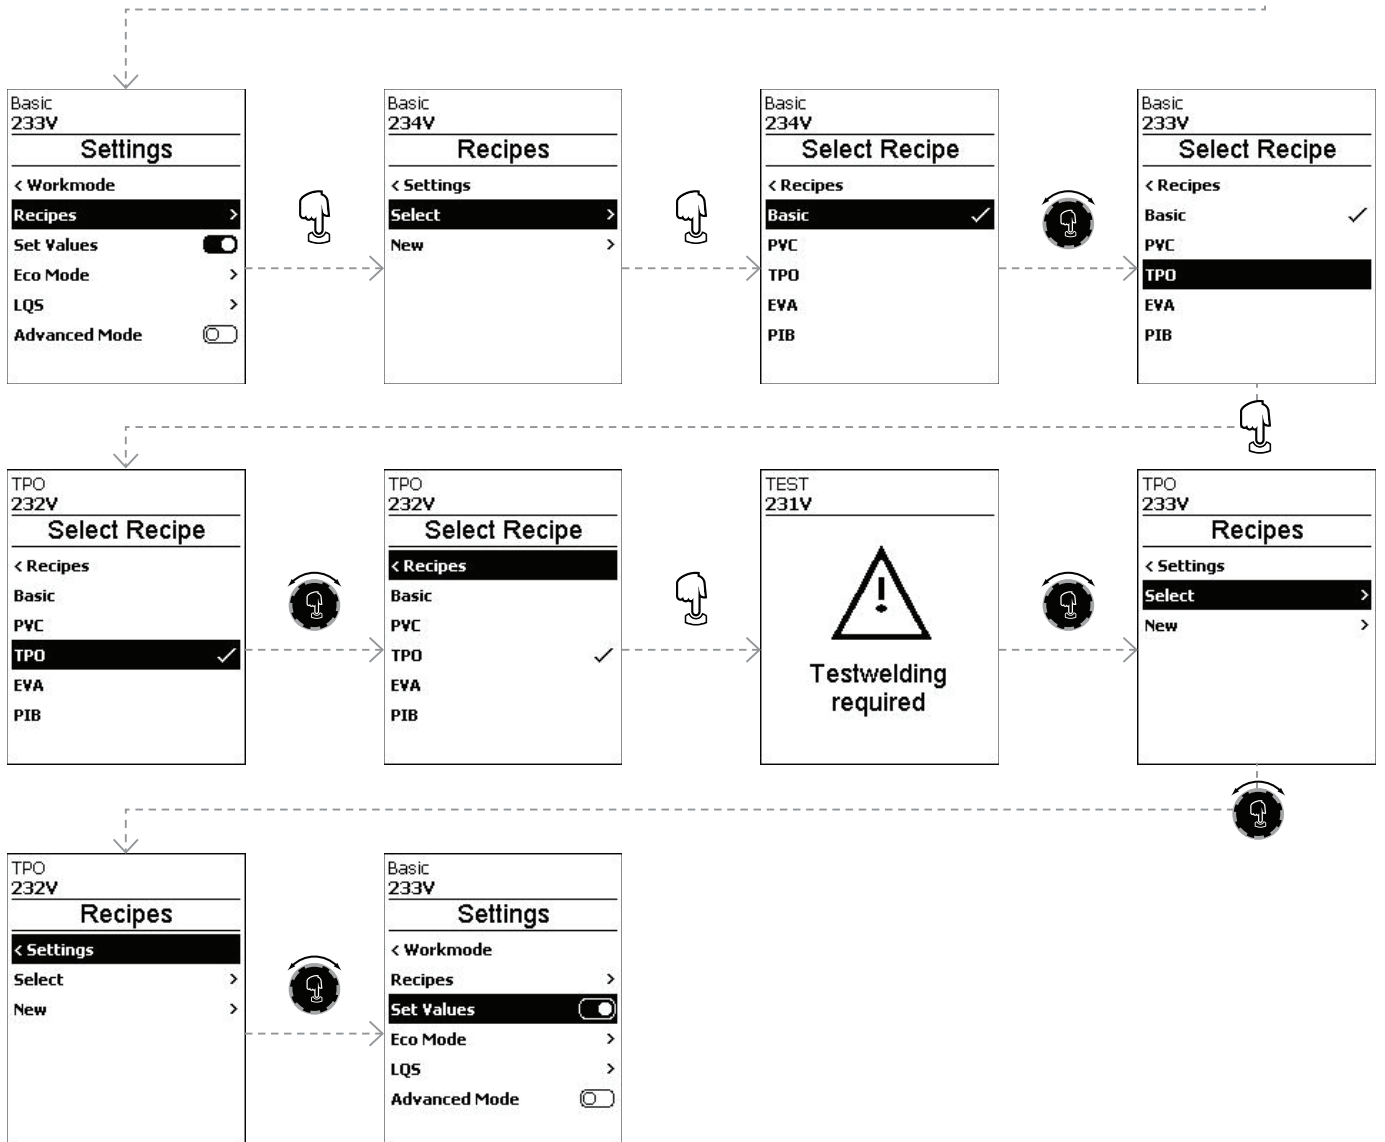 Basic
233V
Settings
< Workmode
Recipes >
Set Values
Eco Mode >
LQS >
Advanced Mode
Basic
234V
Recipes
< Settings
Select >
New >
Basic
234V
Select Recipe
< Recipes
Basic ✓
PVC
TPO
EVA
PIB
Basic
233V
Select Recipe
< Recipes
Basic ✓
PVC
TPO
EVA
PIB
TPO
232V
Select Recipe
< Recipes
Basic
PVC
TPO ✓
EVA
PIB
TPO
232V
Select Recipe
< Recipes
Basic
PVC
TPO ✓
EVA
PIB
TEST
231V
!
Testwelding
required
TPO
233V
Recipes
< Settings
Select >
New >
TPO
232V
Recipes
< Settings
Select >
New >
Basic
233V
Settings
< Workmode
Recipes >
Set Values
Eco Mode >
LQS >
Advanced Mode